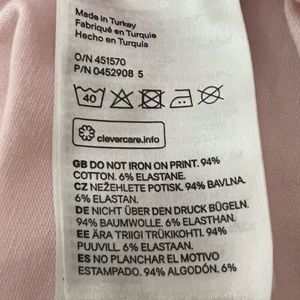 Made in Turkey
Fabriqué en Turquie
Hecho en Turquia
O/N 451570
P/N 0452908 5
40
clevercare.info
GB DO NOT IRON ON PRINT. 94%
COTTON. 6% ELASTANE.
CZ NEŽEHLETE POTISK. 94% BAVLNA.
6% ELASTAN.
DE NICHT ÜBER DEN DRUCK BÜGELN.
94% BAUMWOLLE. 6% ELASTHAN.
EE ÄRA TRIIGI TRÜKIKOHTI. 94%
PUUVILL. 6% ELASTAAN.
ES NO PLANCHAR EL MOTIVO
ESTAMPADO. 94% ALGODÓN. 6%